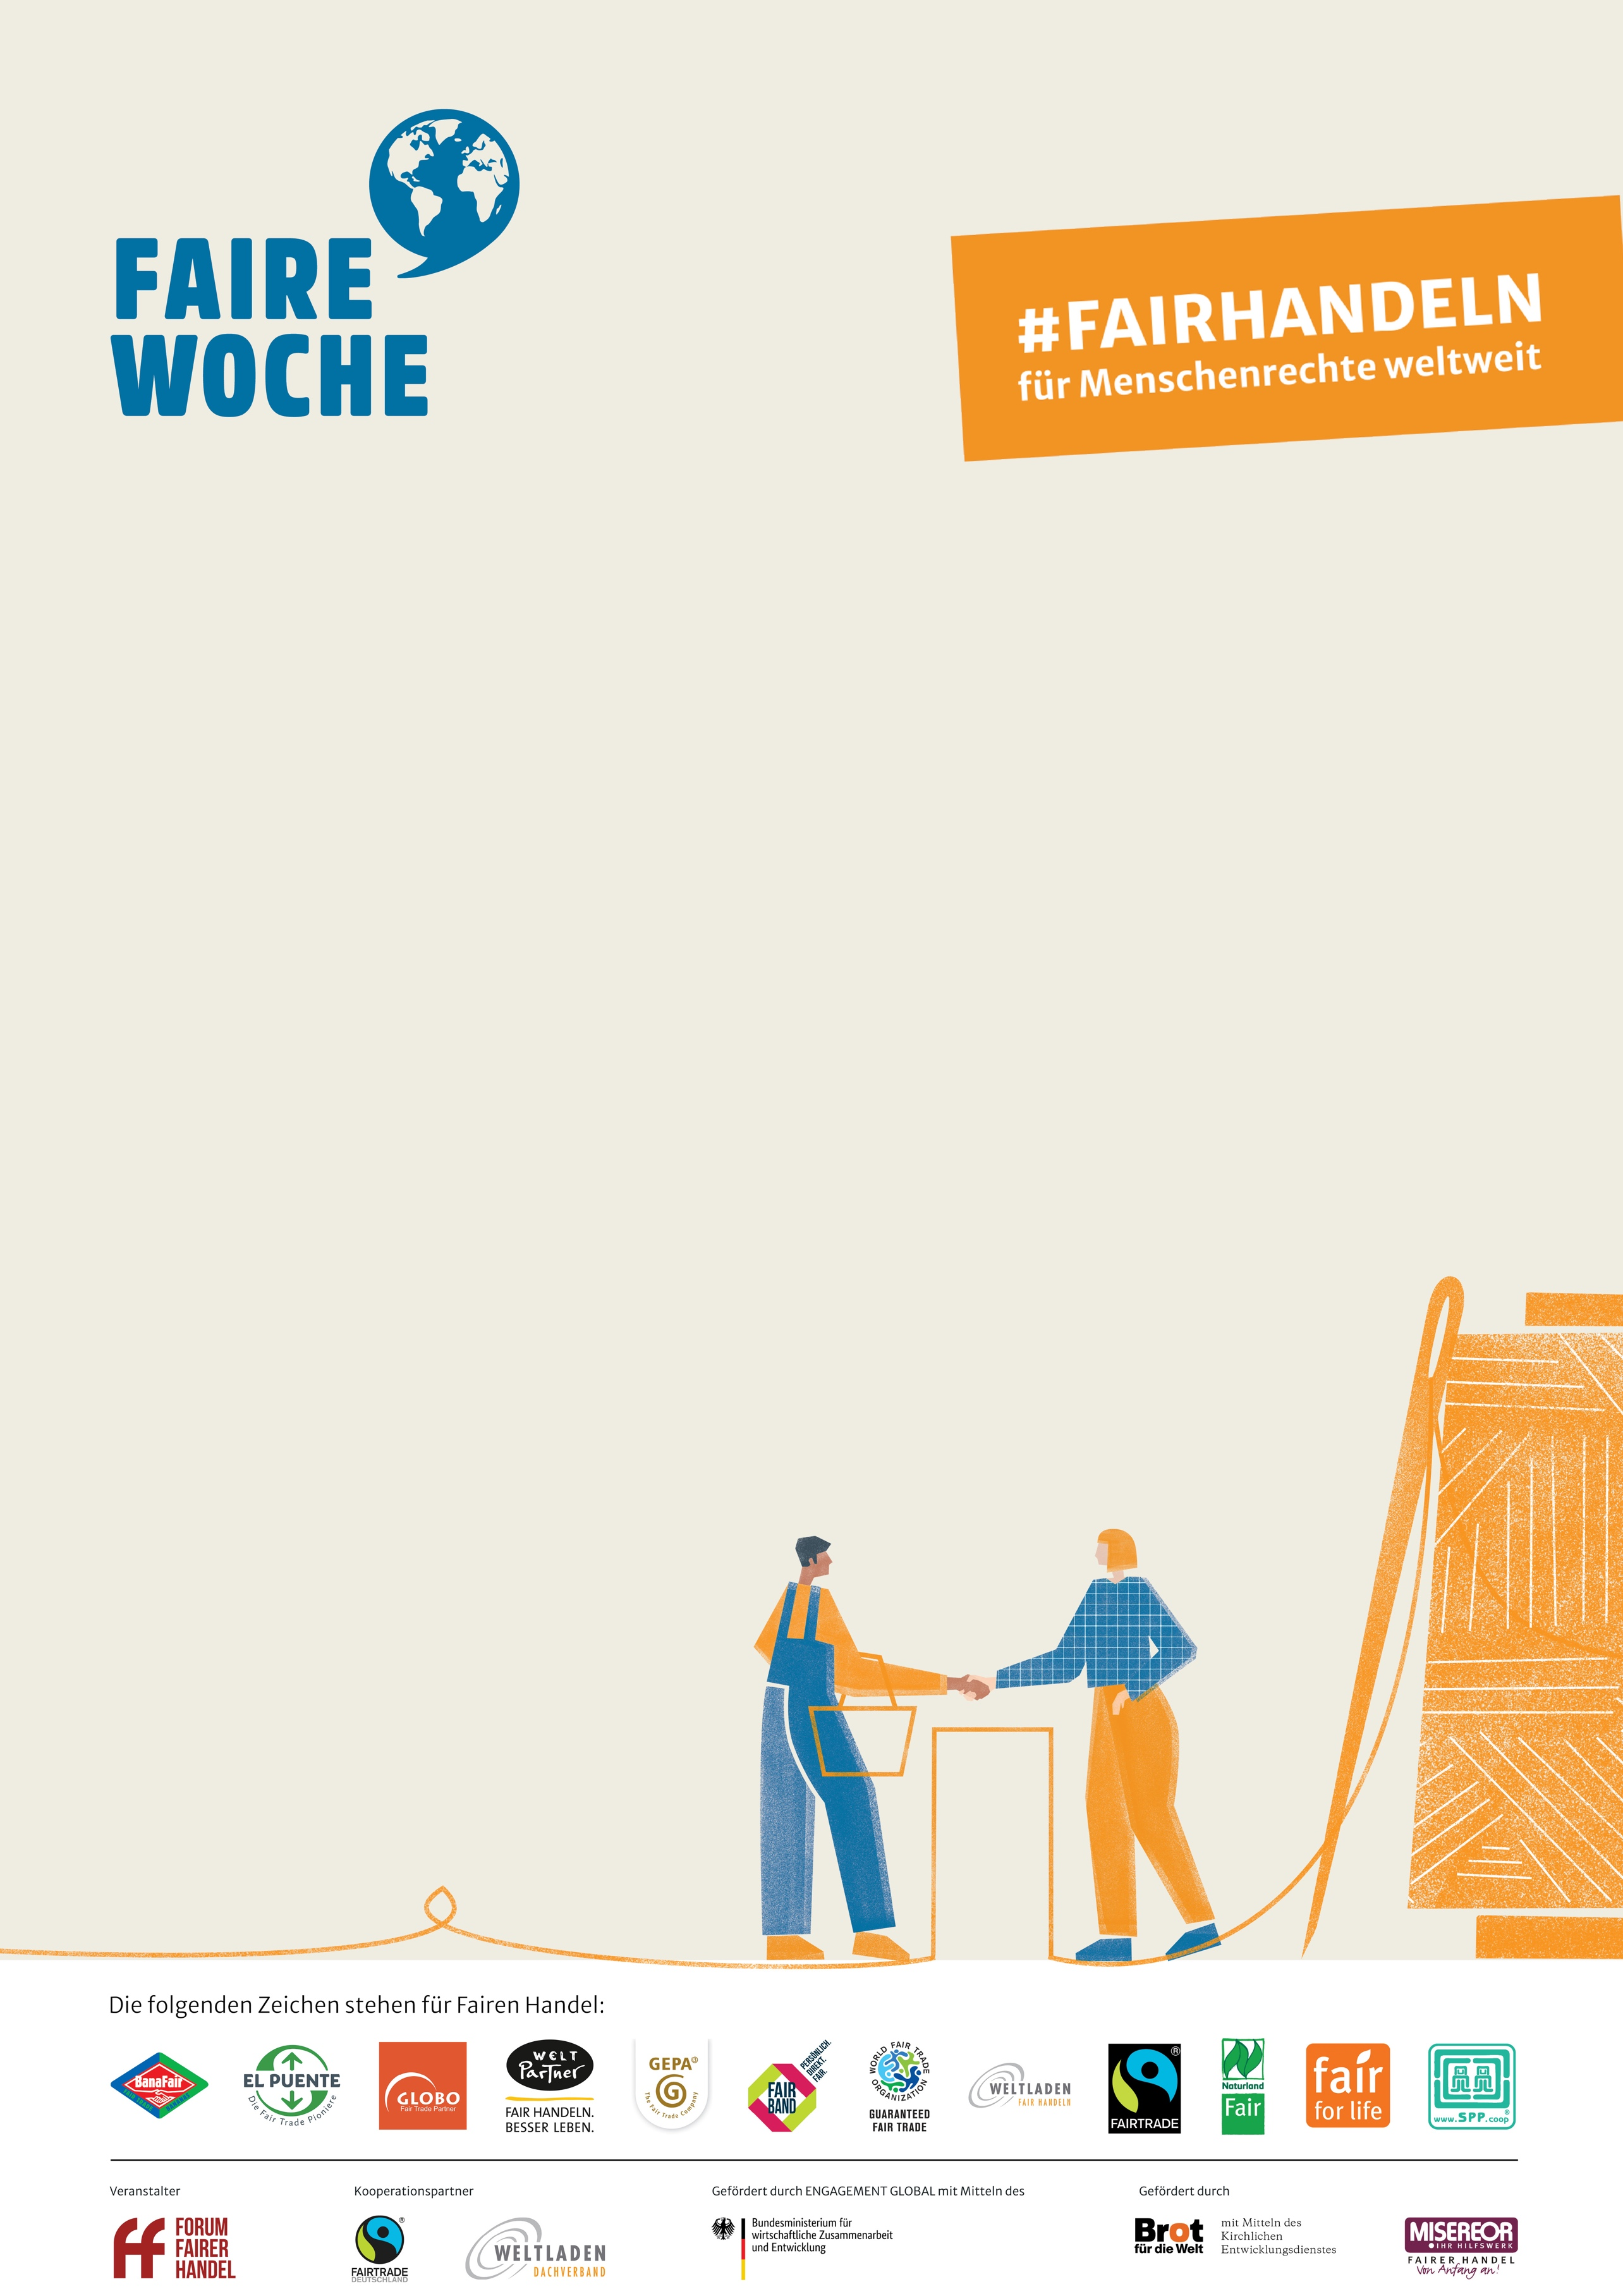 FAIRE
WOCHE
#FAIRHANDELN
für Menschenrechte weltweit
Die folgenden Zeichen stehen für Fairen Handel:
BanaFair
EL PUENTE
Die Fair Trade Pioniere
GLOBO
Fair Trade Partner
WELT
PaRTNeR
FAIR HANDELN.
BESSER LEBEN.
GEPA®
The Fair Trade Company
FAIR
BAND
PERSÖNLICH.
DIREKT.
FAIR.
WORLD FAIR TRADE
ORGANIZATION
GUARANTEED
FAIR TRADE
WELTLADEN
FAIR HANDELN
®
FAIRTRADE
Naturland
Fair
fair
for life
®
www.SPP.coop
Veranstalter
FORUM
FAIRER
HANDEL
Kooperationspartner
®
FAIRTRADE
DEUTSCHLAND
WELTLADEN
DACHVERBAND
Gefördert durch ENGAGEMENT GLOBAL mit Mitteln des
Bundesministerium für
wirtschaftliche Zusammenarbeit
und Entwicklung
Gefördert durch
Brot
für die Welt
mit Mitteln des
Kirchlichen
Entwicklungsdienstes
MISEREOR
IHR HILFSWERK
FAIRER HANDEL
Von Anfang an!